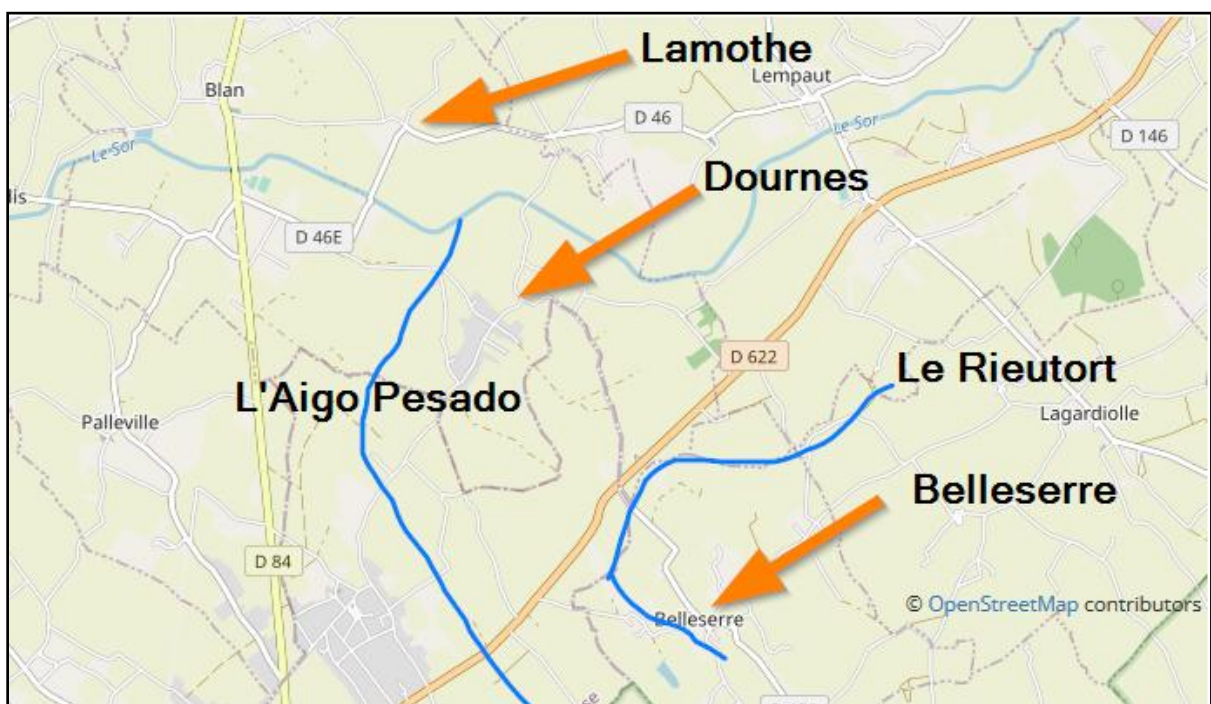 Lamothe
Lempaut
Blan
D 46
Le Sor
Le Sor
D 146
Dournes
lis
D 46E
D 622
Le Rieutort
L'Aigo Pesado
Lagardiolle
Palleville
Belleserre
D 84
© OpenStreetMap contributors
Belleserre